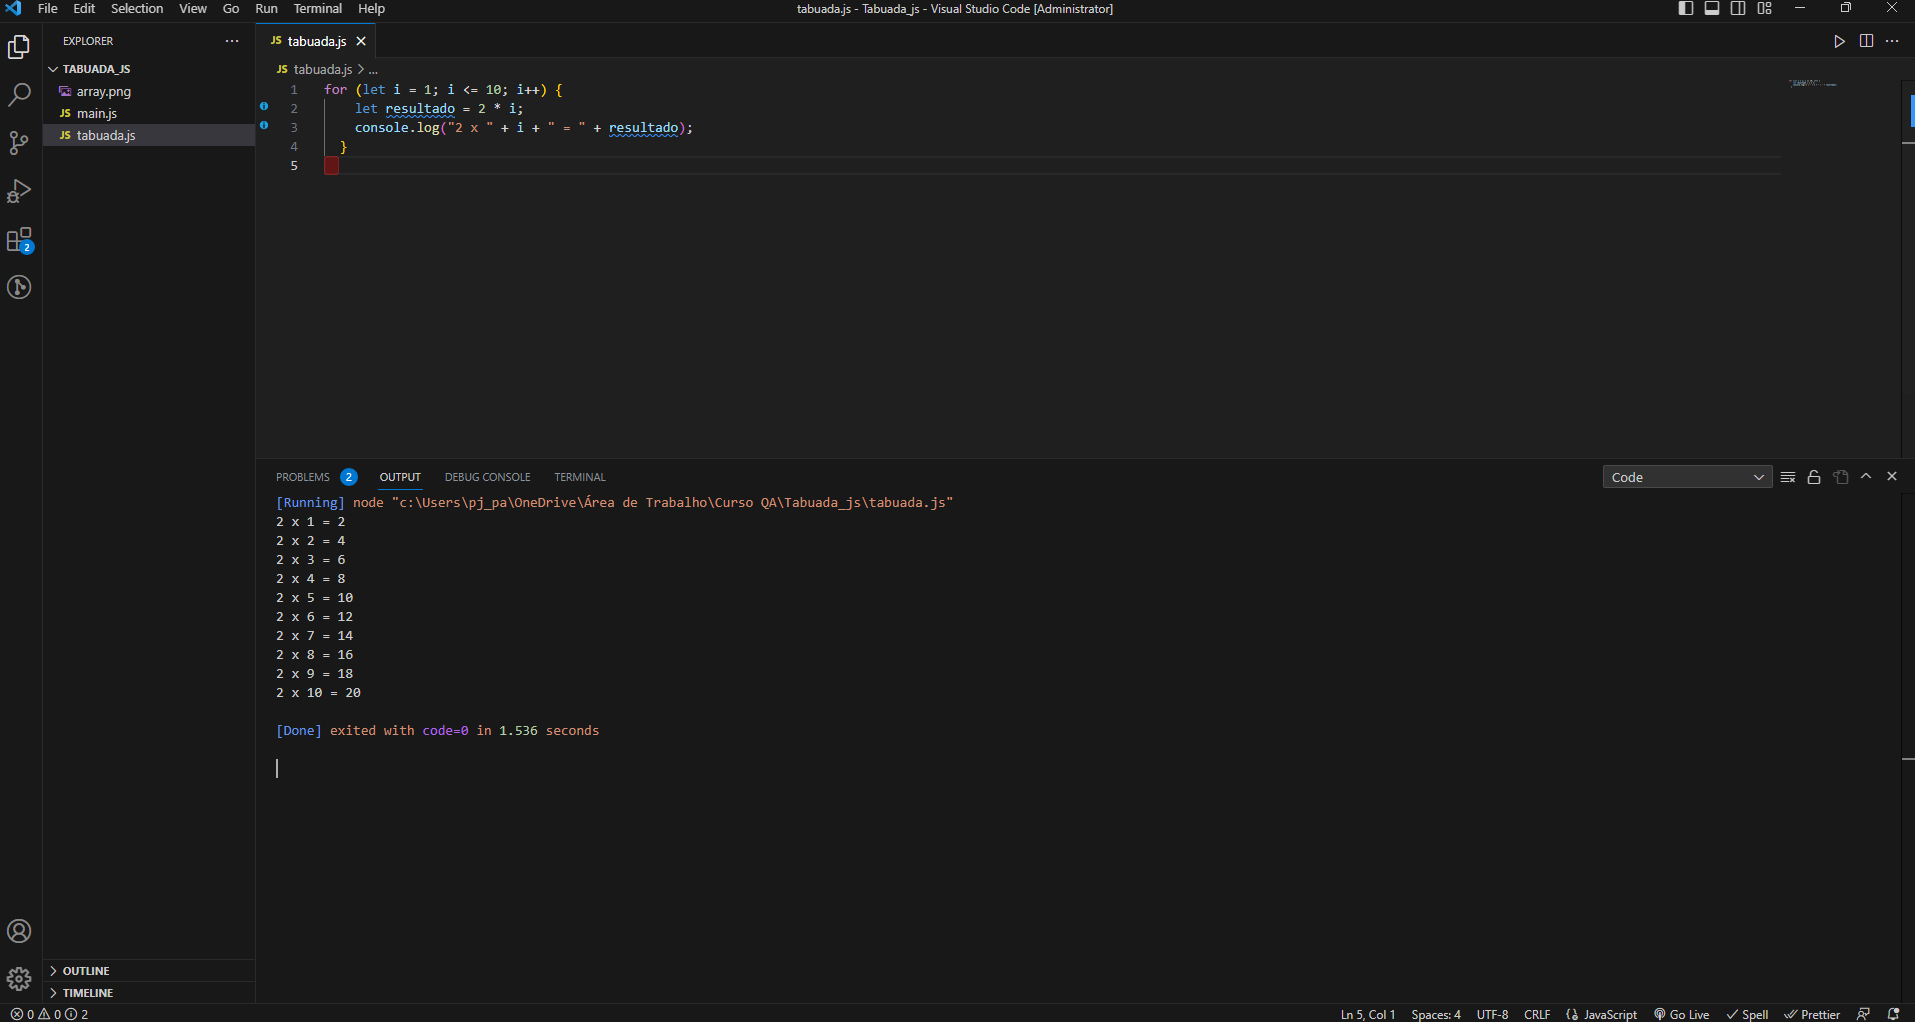 File Edit Selection View Go Run Terminal Help
tabuada.js - Tabuada_js - Visual Studio Code [Administrator]
EXPLORER
TABUADA_JS
array.png
JS main.js
JS tabuada.js
2
OUTLINE
TIMELINE
JS tabuada.js
JS tabuada.js > ...
1 for (let i = 1; i <= 10; i++) {
2 let resultado = 2 * i;
3 console.log("2 x " + i + " = " + resultado);
4 }
5
PROBLEMS 2 OUTPUT DEBUG CONSOLE TERMINAL
Code
[Running] node "c:\Users\pj_pa\OneDrive\Área de Trabalho\Curso QA\Tabuada_js\tabuada.js"
2 x 1 = 2
2 x 2 = 4
2 x 3 = 6
2 x 4 = 8
2 x 5 = 10
2 x 6 = 12
2 x 7 = 14
2 x 8 = 16
2 x 9 = 18
2 x 10 = 20
[Done] exited with code=0 in 1.536 seconds
0 0 2
Ln 5, Col 1 Spaces: 4 UTF-8 CRLF {} JavaScript Go Live Spell Prettier